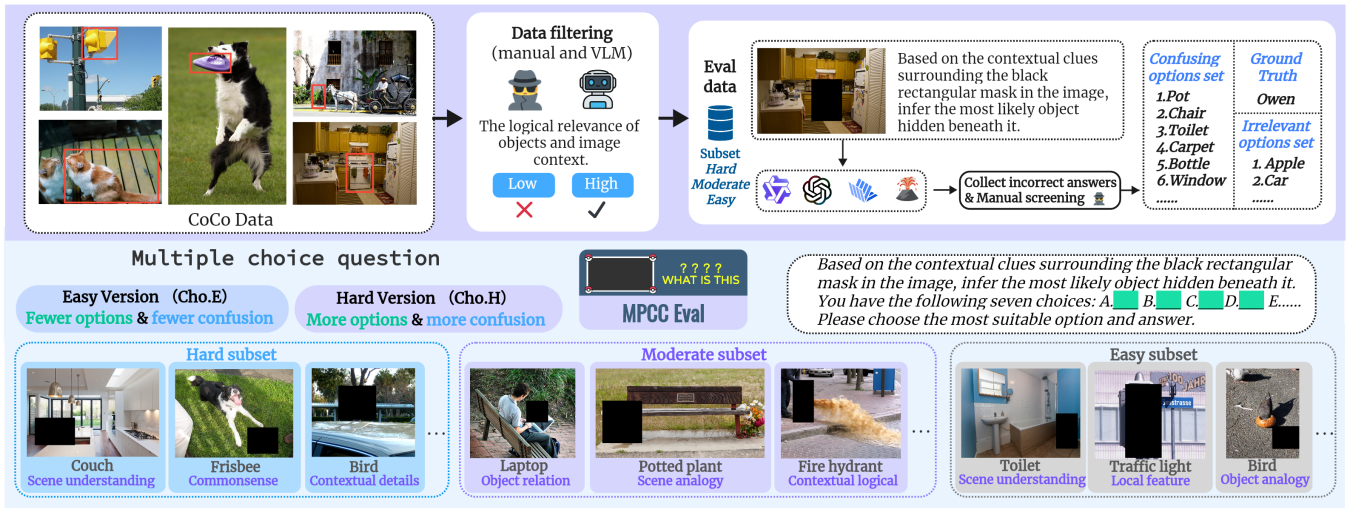 CoCo Data
Data filtering
(manual and VLM)
The logical relevance of
objects and image
context.
Low
High
Eval
data
Subset
Hard
Moderate
Easy
Based on the contextual clues
surrounding the black
rectangular mask in the image,
infer the most likely object
hidden beneath it.
Collect incorrect answers
& Manual screening
Confusing
options set
1.Pot
2.Chair
3.Toilet
4.Carpet
5.Bottle
6.Window
......
Ground
Truth
Owen
Irrelevant
options set
1. Apple
2.Car
......
Multiple choice question
Easy Version （Cho.E）
Fewer options & fewer confusion
Hard Version （Cho.H）
More options & more confusion
? ? ? ?
WHAT IS THIS
MPCC Eval
Based on the contextual clues surrounding the black rectangular
mask in the image, infer the most likely object hidden beneath it.
You have the following seven choices: A. B. C. D. E......
Please choose the most suitable option and answer.
Hard subset
Couch
Scene understanding
Frisbee
Commonsense
Bird
Contextual details
...
Moderate subset
Laptop
Object relation
Potted plant
Scene analogy
Fire hydrant
Contextual logical
...
Easy subset
Toilet
Scene understanding
Traffic light
Local feature
Bird
Object analogy
...